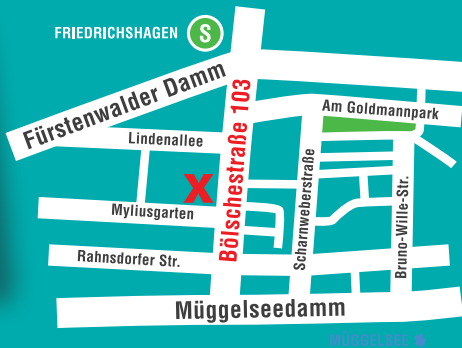 FRIEDRICHSHAGEN S
Fürstenwalder Damm
Bölschestraße 103
Am Goldmannpark
Lindenallee
X
Myliusgarten
Scharnweberstraße
Bruno-Wille-Str.
Rahnsdorfer Str.
Müggelseedamm
MÜGGELSEE